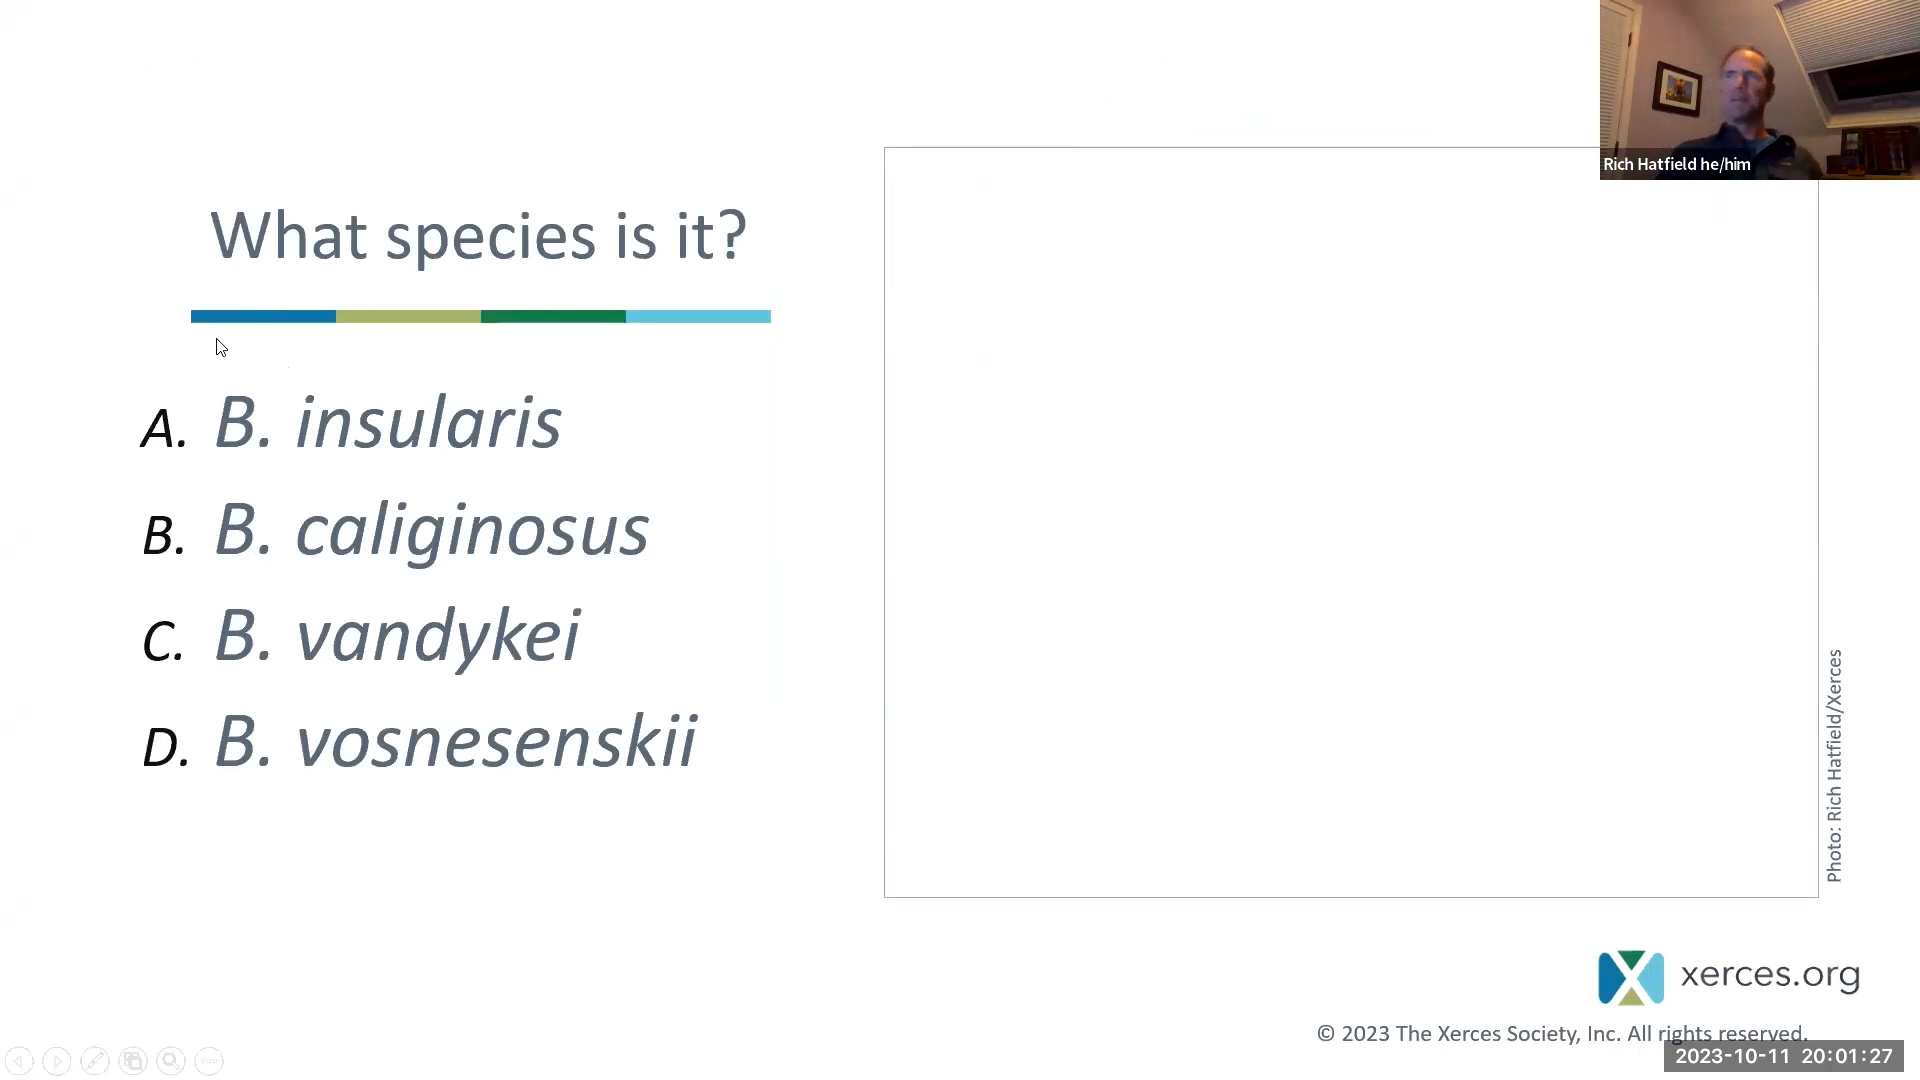 Rich Hatfield he/him
What species is it?
A. B. insularis
B. B. caliginosus
C. B. vandykei
D. B. vosnesenskii
Photo: Rich Hatfield/Xerces
xerces.org
© 2023 The Xerces Society, Inc. All rights reserved.
2023-10-11 20:01:27